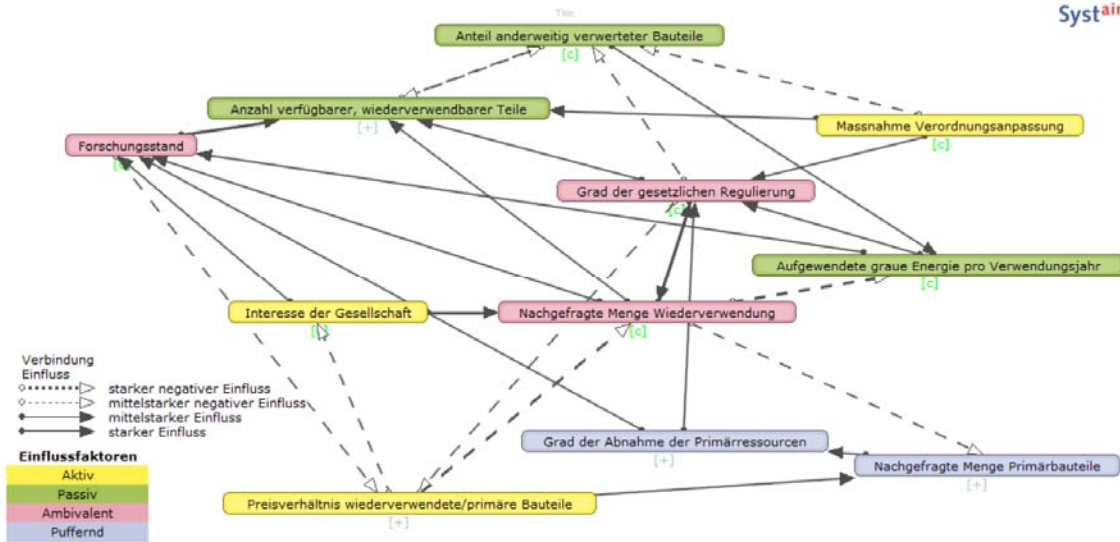 Title
Systair
Anteil anderweitig verwerteter Bauteile
[c]
Anzahl verfügbarer, wiederverwendbarer Teile
[+]
Massnahme Verordnungsanpassung
[c]
Forschungsstand
Grad der gesetzlichen Regulierung
[c]
Aufgewendete graue Energie pro Verwendungsjahr
[c]
Interesse der Gesellschaft
Nachgefragte Menge Wiederverwendung
[c]
Verbindung
Einfluss
starker negativer Einfluss
mittelstarker negativer Einfluss
mittelstarker Einfluss
starker Einfluss
Grad der Abnahme der Primärressourcen
[+]
Nachgefragte Menge Primärbauteile
[+]
Einflussfaktoren
Aktiv
Passiv
Ambivalent
Puffernd
Preisverhältnis wiederverwendete/primäre Bauteile
[+]